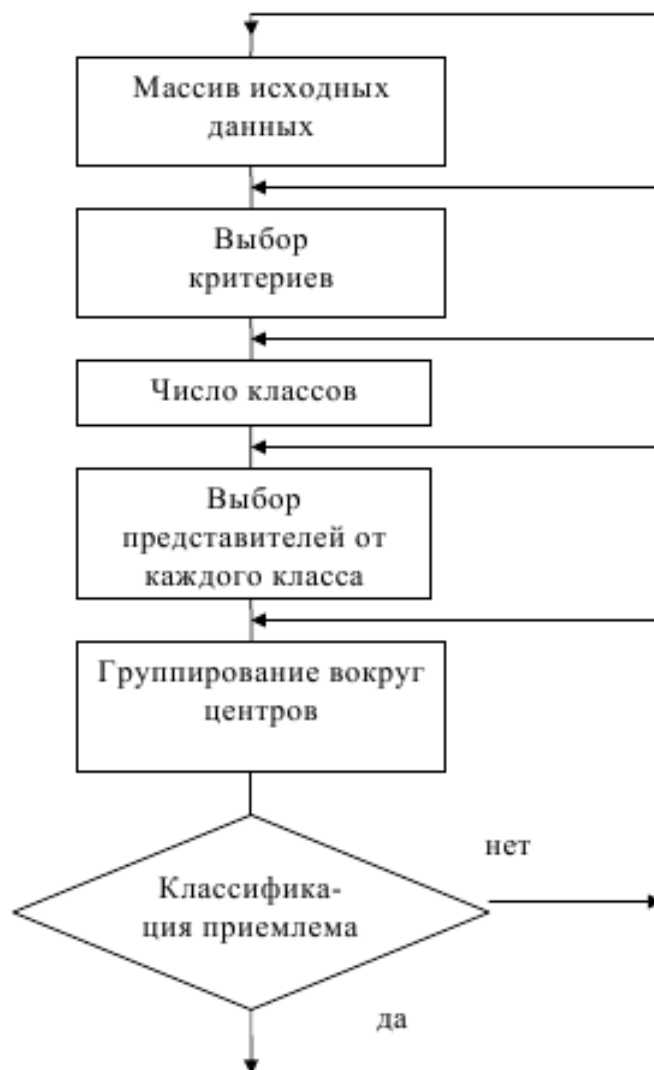 Массив исходных
данных
Выбор
критериев
Число классов
Выбор
представителей от
каждого класса
Группирование вокруг
центров
нет
Классифика-
ция приемлема
да